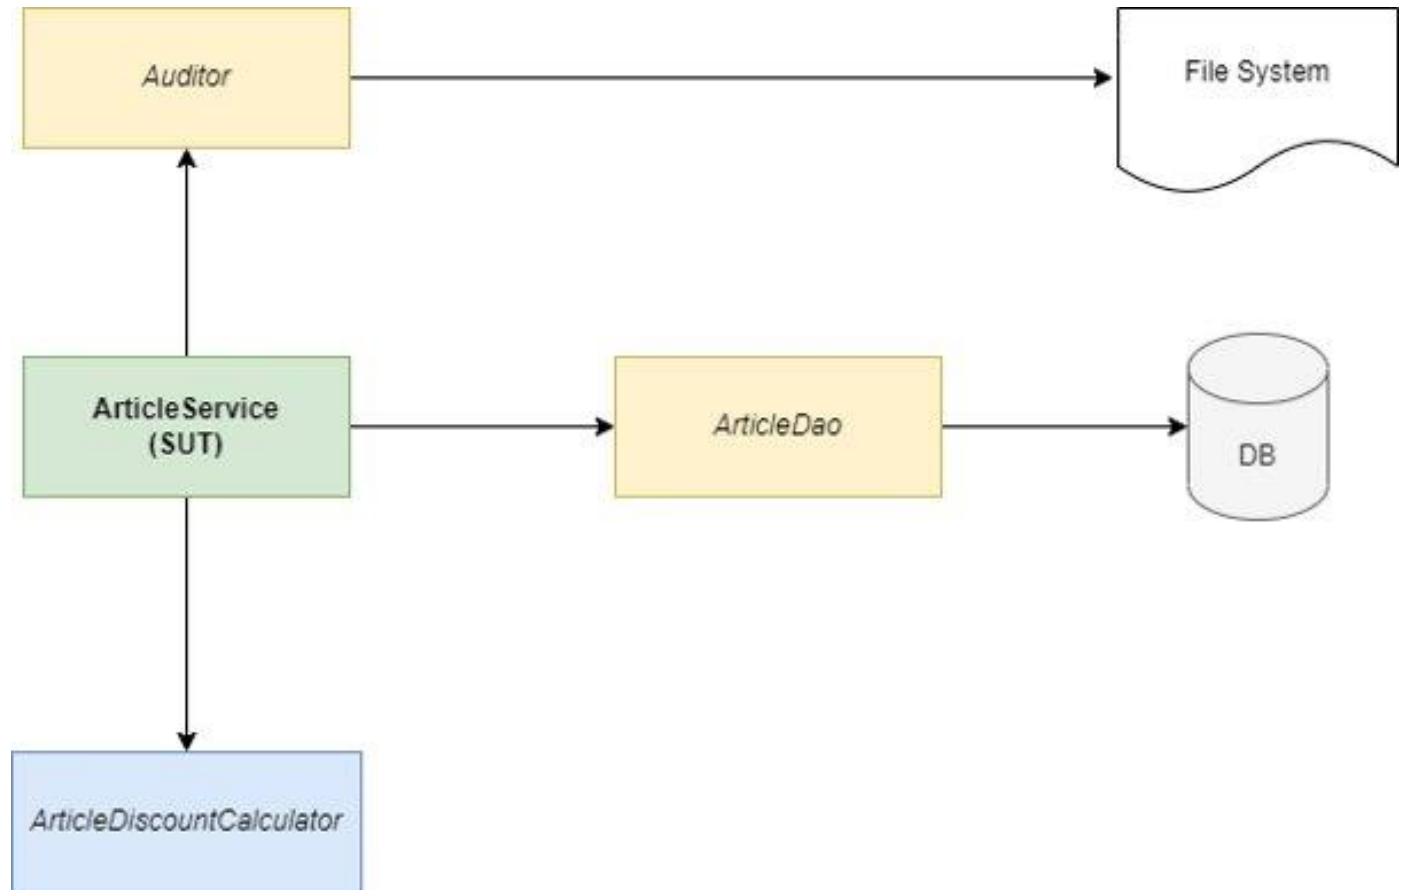 Auditor
File System
ArticleService
(SUT)
ArticleDao
DB
ArticleDiscountCalculator